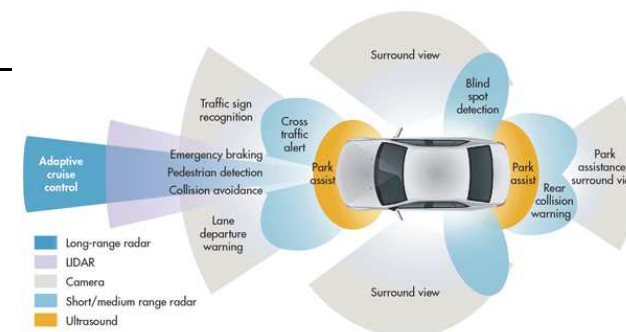 Surround view
Blind
spot
detection
Traffic sign
recognition
Cross
traffic
alert
Emergency braking
Pedestrian detection
Collision avoidance
Adaptive
cruise
control
Park
assist
Park
assist
Park
assistance/
surround view
Rear
collision
warning
Lane
departure
warning
Surround view
Long-range radar
LIDAR
Camera
Short/medium range radar
Ultrasound